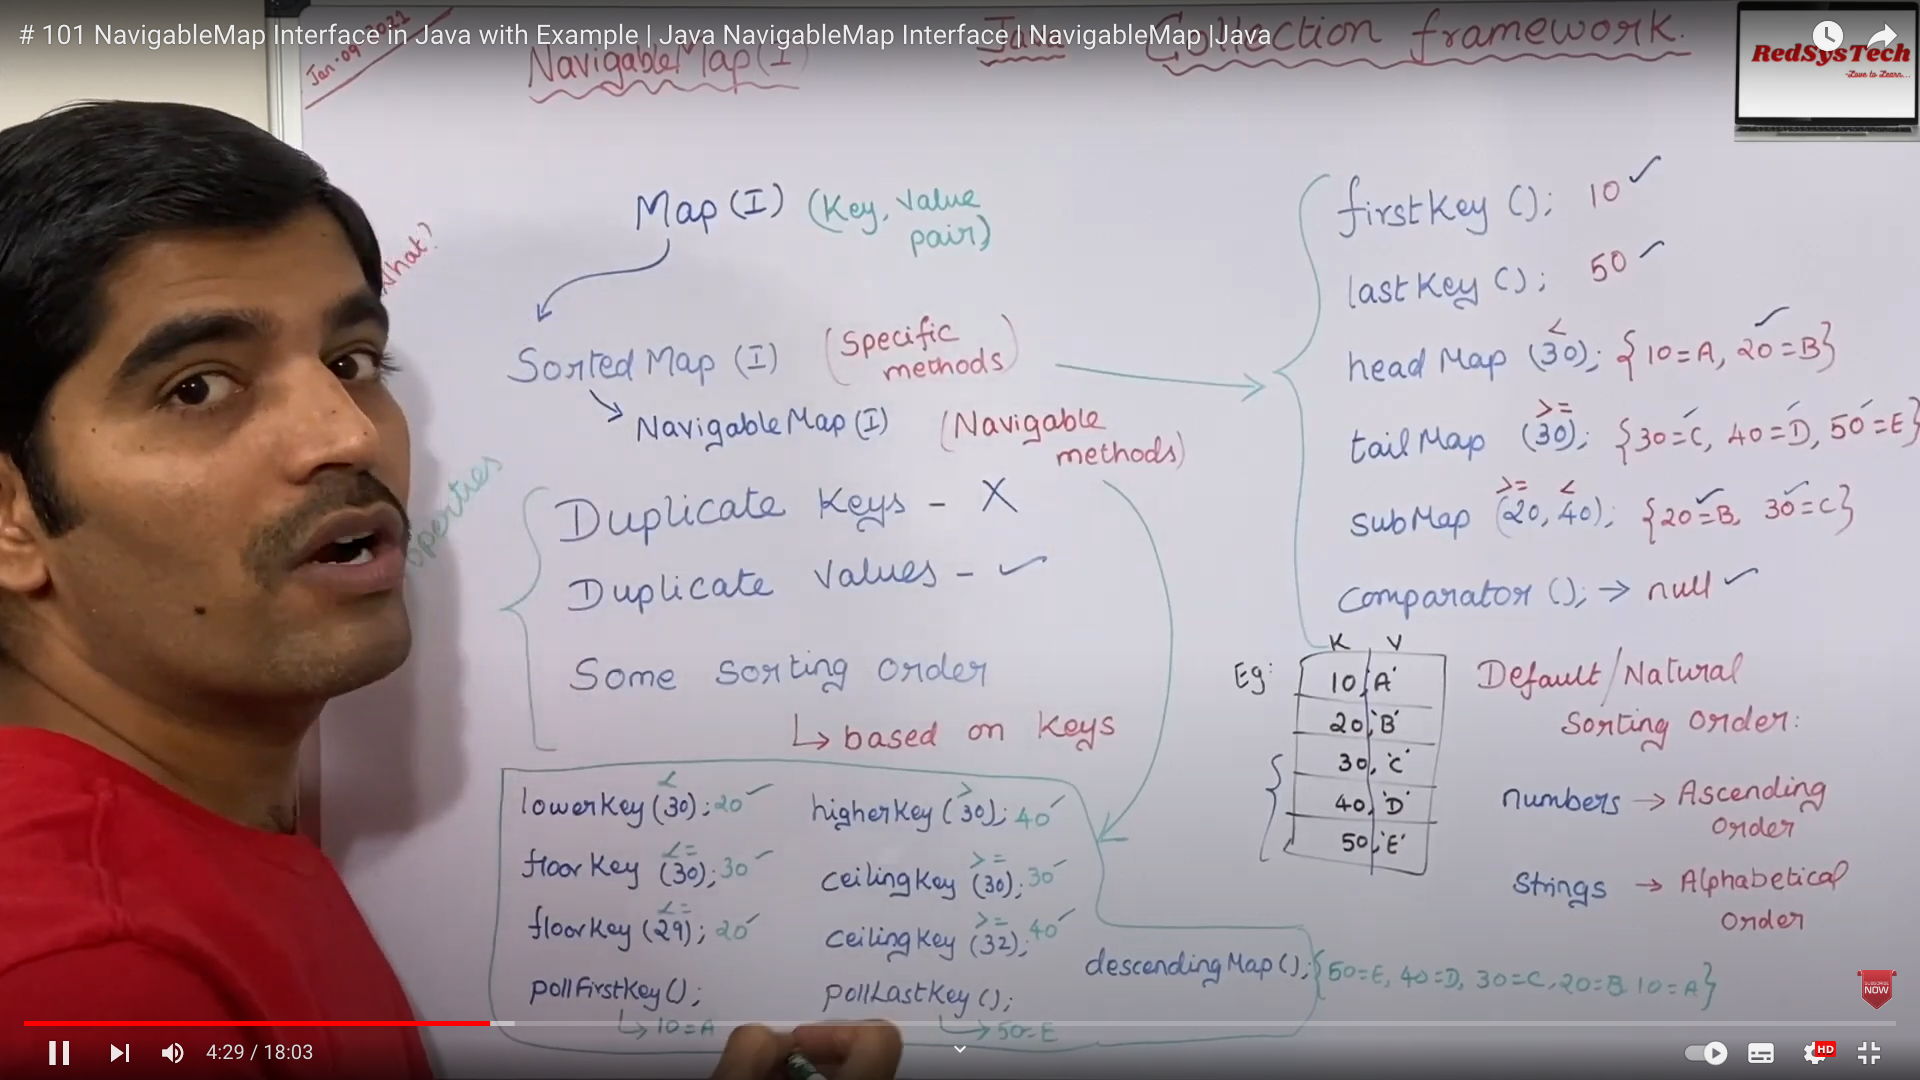 # 101 NavigableMap Interface in Java with Example | Java NavigableMap Interface | NavigableMap |Java
Jan-09-2021
NavigableMap(I)
Java Collection framework.
RedSysTech
-Love to Learn...
Map (I) (Key, Value
pair)
What?
Sorted Map (I) (Specific
methods)
NavigableMap (I) (Navigable
methods)
Duplicate Keys - X
Duplicate Values - ✓
Some Sorting Order
↳ based on Keys
firstKey (); 10 ✓
lastKey (); 50 ✓
<
headMap (30); {10=A, 20=B}
>=
tailMap (30); {30=C, 40=D, 50=E}
>= <
subMap (20, 40); {20=B, 30=C}
comparator (); → null ✓
K V
Eg:
10, 'A'
20, 'B'
30, 'C'
40, 'D'
50, 'E'
Default/Natural
Sorting Order:
numbers → Ascending
Order
Strings → Alphabetical
Order
< >
lowerKey (30); 20 ✓ higherKey (30); 40 ✓
<= >=
floorKey (30); 30 ✓ ceilingKey (30); 30 ✓
<= >=
floorKey (29); 20 ✓ ceilingKey (32); 40 ✓
pollFirstKey(); pollLastKey ();
↳ 10=A ↳ 50=E
descendingMap (); {50=E, 40=D, 30=C, 20=B 10=A}
SUBSCRIBE
NOW
4:29 / 18:03
HD